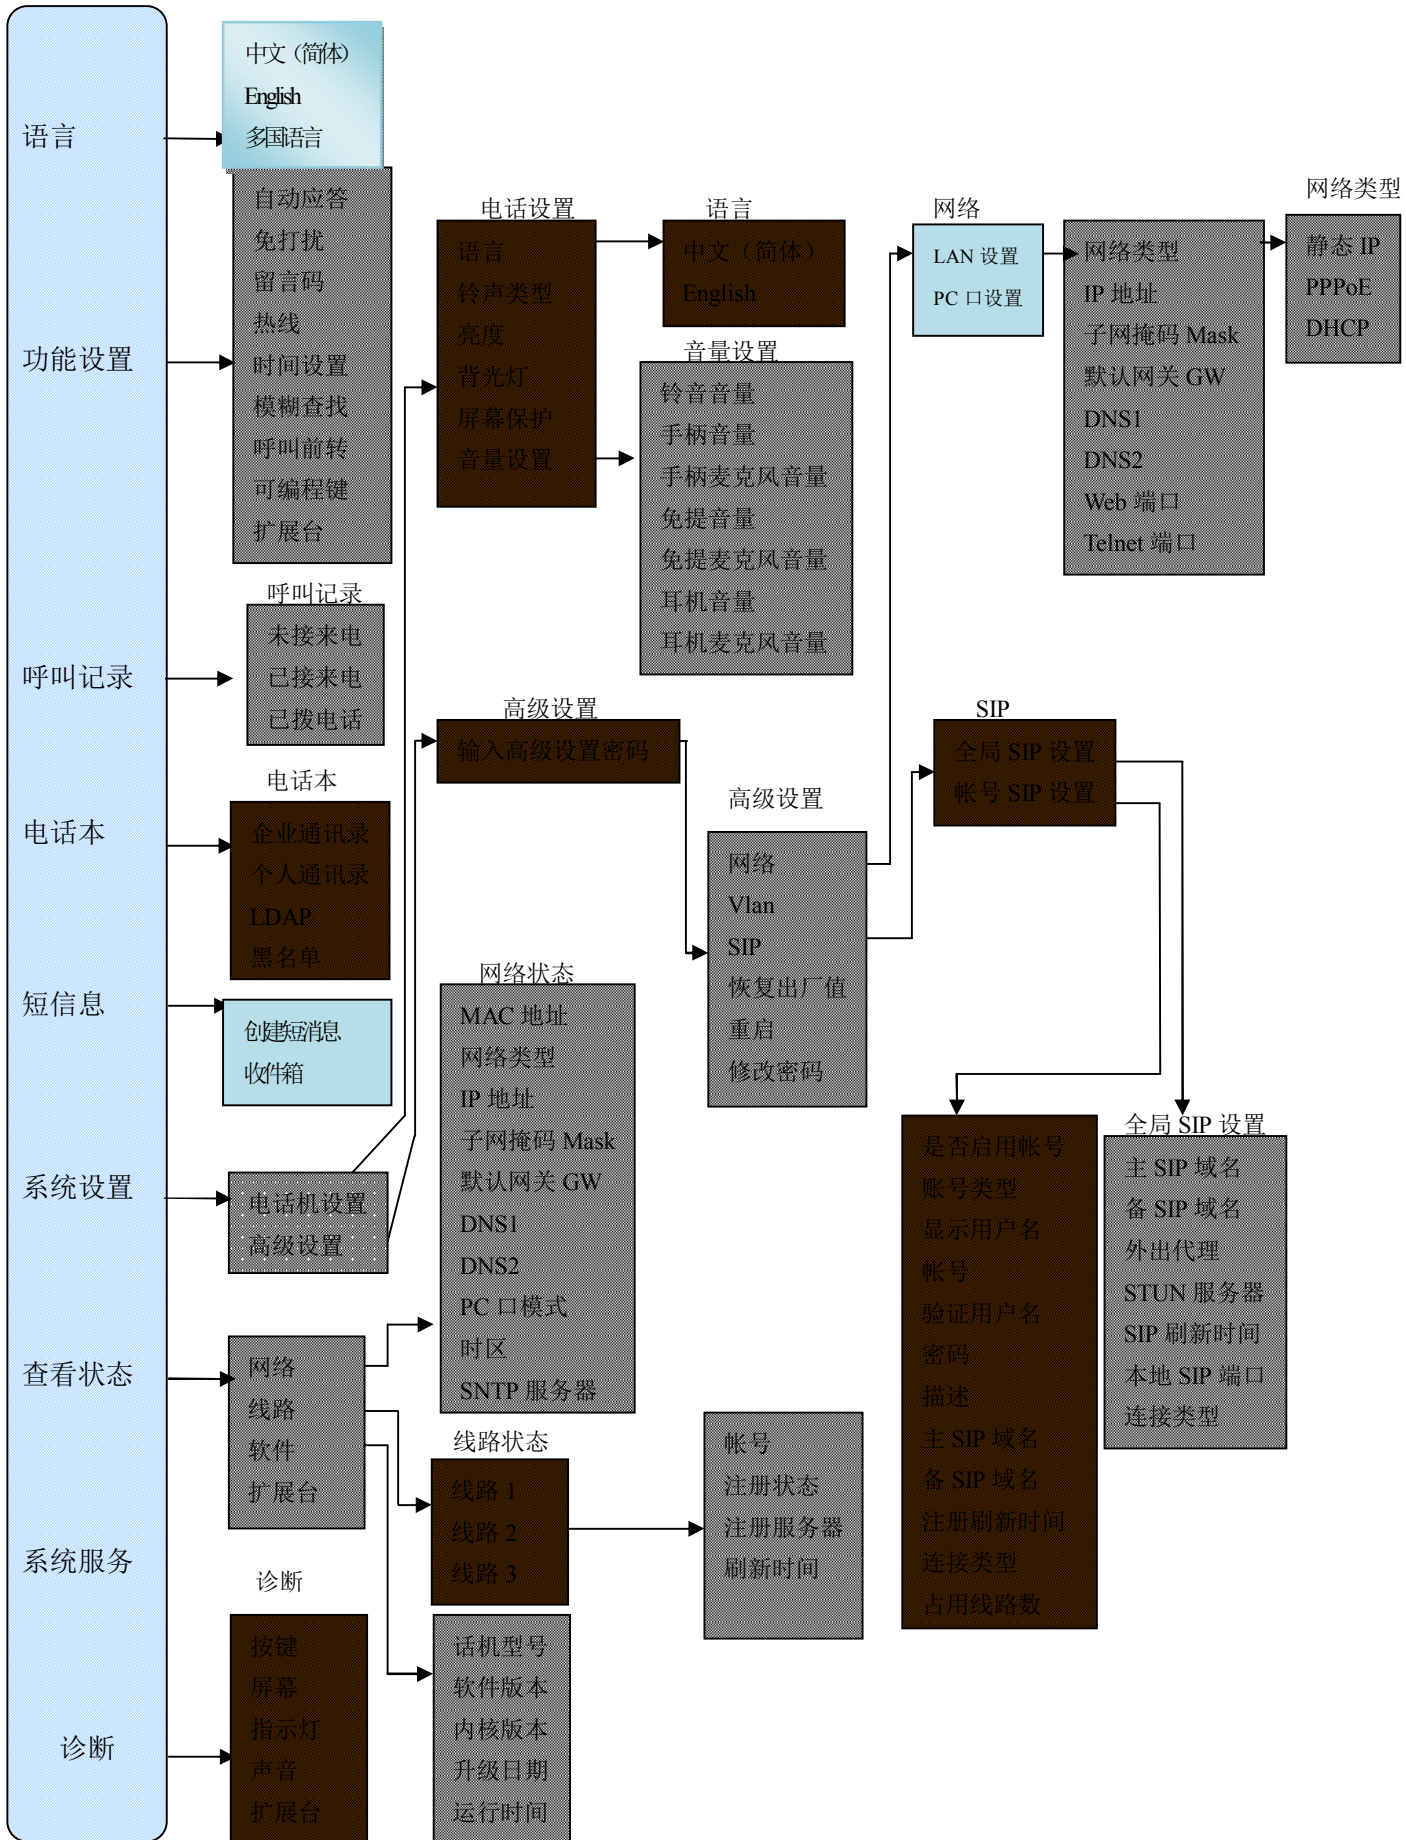 语言
功能设置
呼叫记录
电话本
短信息
系统设置
查看状态
系统服务
诊断
中文（简体）
English
多国语言
自动应答
免打扰
留言码
热线
时间设置
模糊查找
呼叫前转
可编程键
扩展台
呼叫记录
未接来电
已接来电
已拨电话
电话本
企业通讯录
个人通讯录
LDAP
黑名单
创建短消息
收件箱
电话机设置
高级设置
网络
线路
软件
扩展台
诊断
按键
屏幕
指示灯
声音
扩展台
电话设置
语言
铃声类型
亮度
背光灯
屏幕保护
音量设置
语言
中文（简体）
English
音量设置
铃音音量
手柄音量
手柄麦克风音量
免提音量
免提麦克风音量
耳机音量
耳机麦克风音量
高级设置
输入高级设置密码
高级设置
网络
Vlan
SIP
恢复出厂值
重启
修改密码
网络
LAN 设置
PC 口设置
网络类型
IP 地址
子网掩码 Mask
默认网关 GW
DNS1
DNS2
Web 端口
Telnet 端口
网络类型
静态 IP
PPPoE
DHCP
SIP
全局 SIP 设置
帐号 SIP 设置
是否启用帐号
账号类型
显示用户名
帐号
验证用户名
密码
描述
主 SIP 域名
备 SIP 域名
注册刷新时间
连接类型
占用线路数
全局 SIP 设置
主 SIP 域名
备 SIP 域名
外出代理
STUN 服务器
SIP 刷新时间
本地 SIP 端口
连接类型
网络状态
MAC 地址
网络类型
IP 地址
子网掩码 Mask
默认网关 GW
DNS1
DNS2
PC 口模式
时区
SNTP 服务器
线路状态
线路 1
线路 2
线路 3
帐号
注册状态
注册服务器
刷新时间
话机型号
软件版本
内核版本
升级日期
运行时间